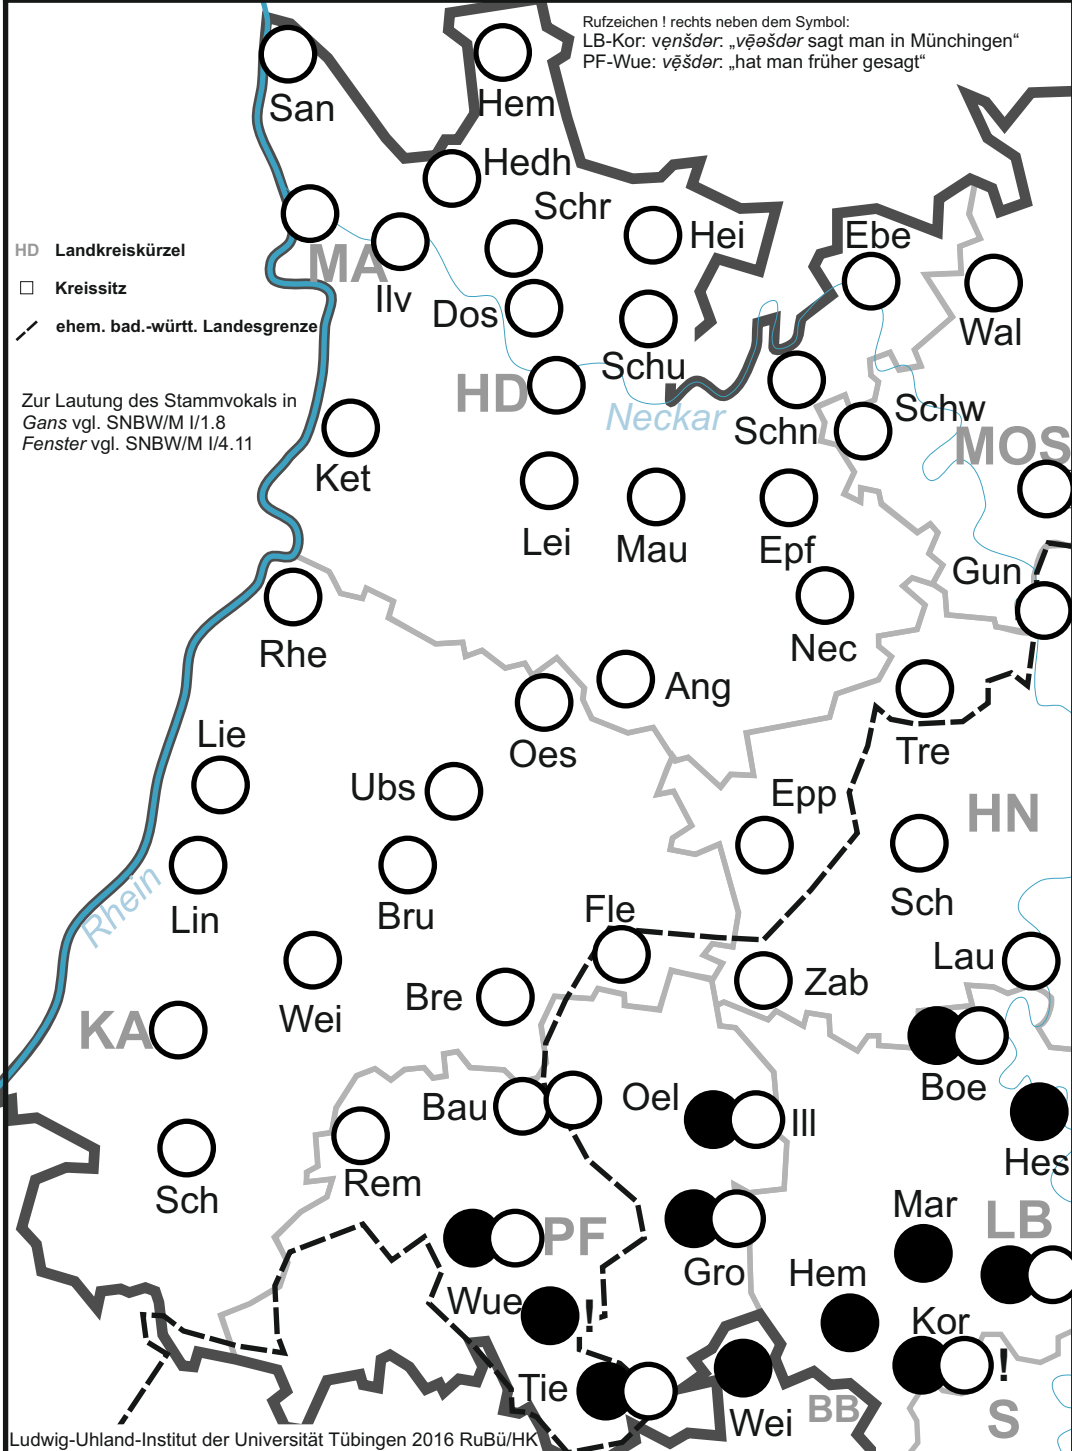 Rufzeichen ! rechts neben dem Symbol:
LB-Kor: vẹnšdər: „vẹ̄əšdər sagt man in Münchingen“
PF-Wue: vẹ̄šdər: „hat man früher gesagt“
San
Hem
Hedh
Schr
Hei
Ebe
HD Landkreiskürzel
MA
Kreissitz
Ilv
Dos
Wal
ehem. bad.-württ. Landesgrenze
Schu
HD
Zur Lautung des Stammvokals in
Gans vgl. SNBW/M I/1.8
Fenster vgl. SNBW/M I/4.11
Neckar
Schn
Schw
MOS
Ket
Lei
Mau
Epf
Gun
Rhe
Nec
Ang
Lie
Oes
Tre
Ubs
Epp
HN
Rhein
Lin
Bru
Fle
Sch
Lau
Wei
Bre
Zab
KA
Boe
Bau
Oel
Ill
Hes
Rem
Sch
Mar
LB
PF
Gro
Hem
Wue
!
Kor
!
Tie
Wei
BB
S
Ludwig-Uhland-Institut der Universität Tübingen 2016 RuBü/HK